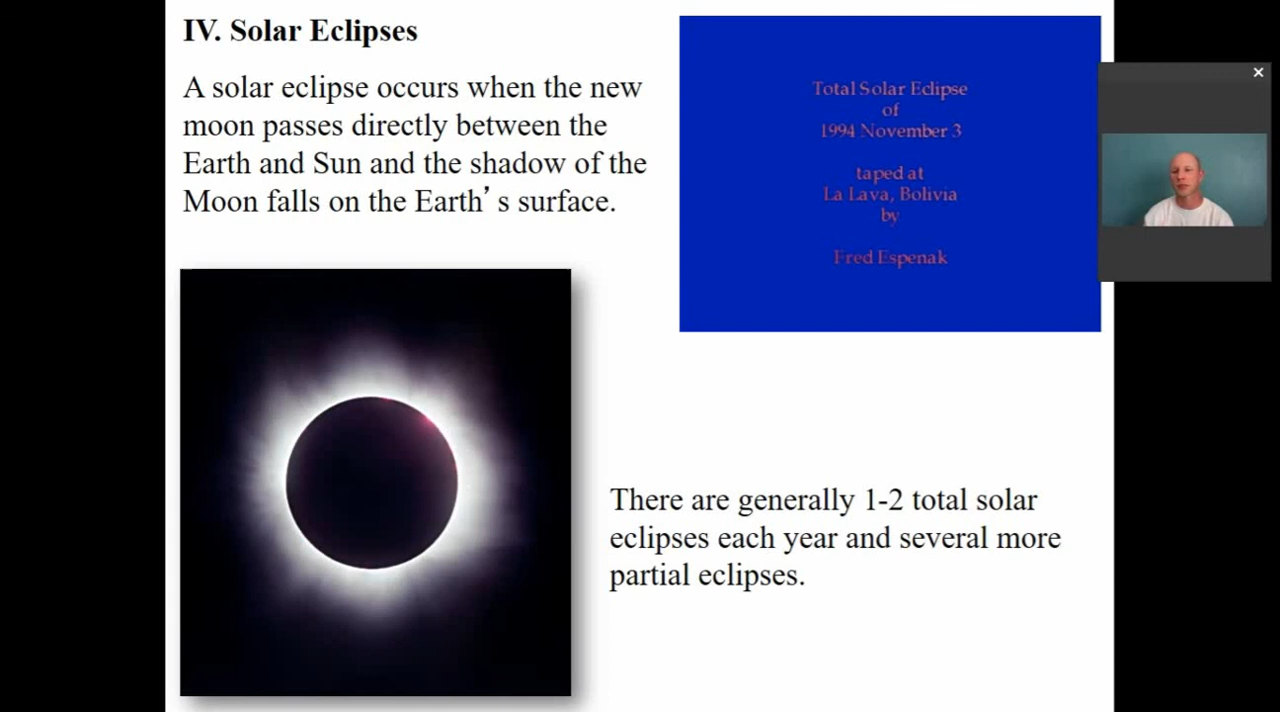 IV. Solar Eclipses
A solar eclipse occurs when the new
moon passes directly between the
Earth and Sun and the shadow of the
Moon falls on the Earth’ s surface.
Total Solar Eclipse
of
1994 November 3
taped at
La Lava, Bolivia
by
Fred Espenak
There are generally 1-2 total solar
eclipses each year and several more
partial eclipses.